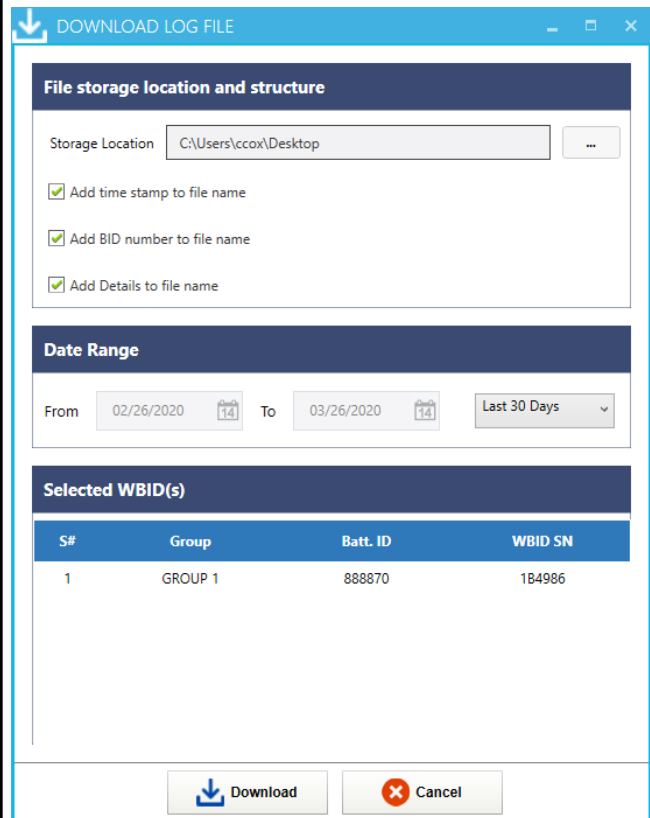 DOWNLOAD LOG FILE
File storage location and structure
Storage Location C:\Users\ccox\Desktop ...
Add time stamp to file name
Add BID number to file name
Add Details to file name
Date Range
From 02/26/2020 14 To 03/26/2020 14 Last 30 Days
Selected WBID(s)
S# Group Batt. ID WBID SN
1 GROUP 1 888870 1B4986
Download Cancel